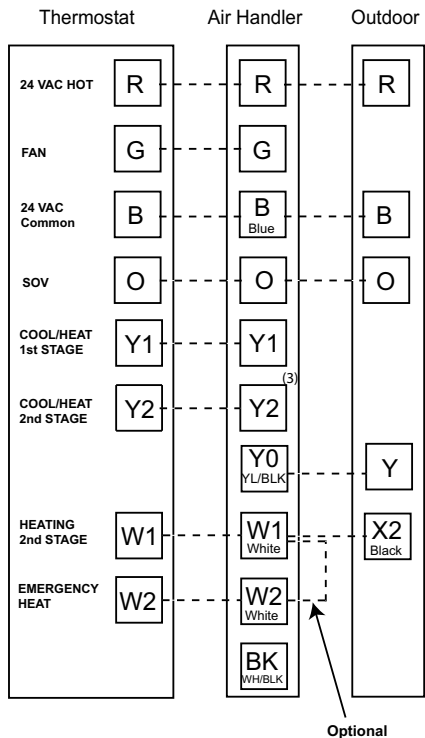 Thermostat Air Handler Outdoor
24 VAC HOT R R R
FAN G G
24 VAC
Common B B B
Blue
SOV O O O
COOL/HEAT
1st STAGE Y1 Y1
(3)
COOL/HEAT
2nd STAGE Y2 Y2
Y0 Y
YL/BLK
HEATING
2nd STAGE W1 W1 X2
White Black
EMERGENCY
HEAT W2 W2
White
BK
WH/BLK
Optional